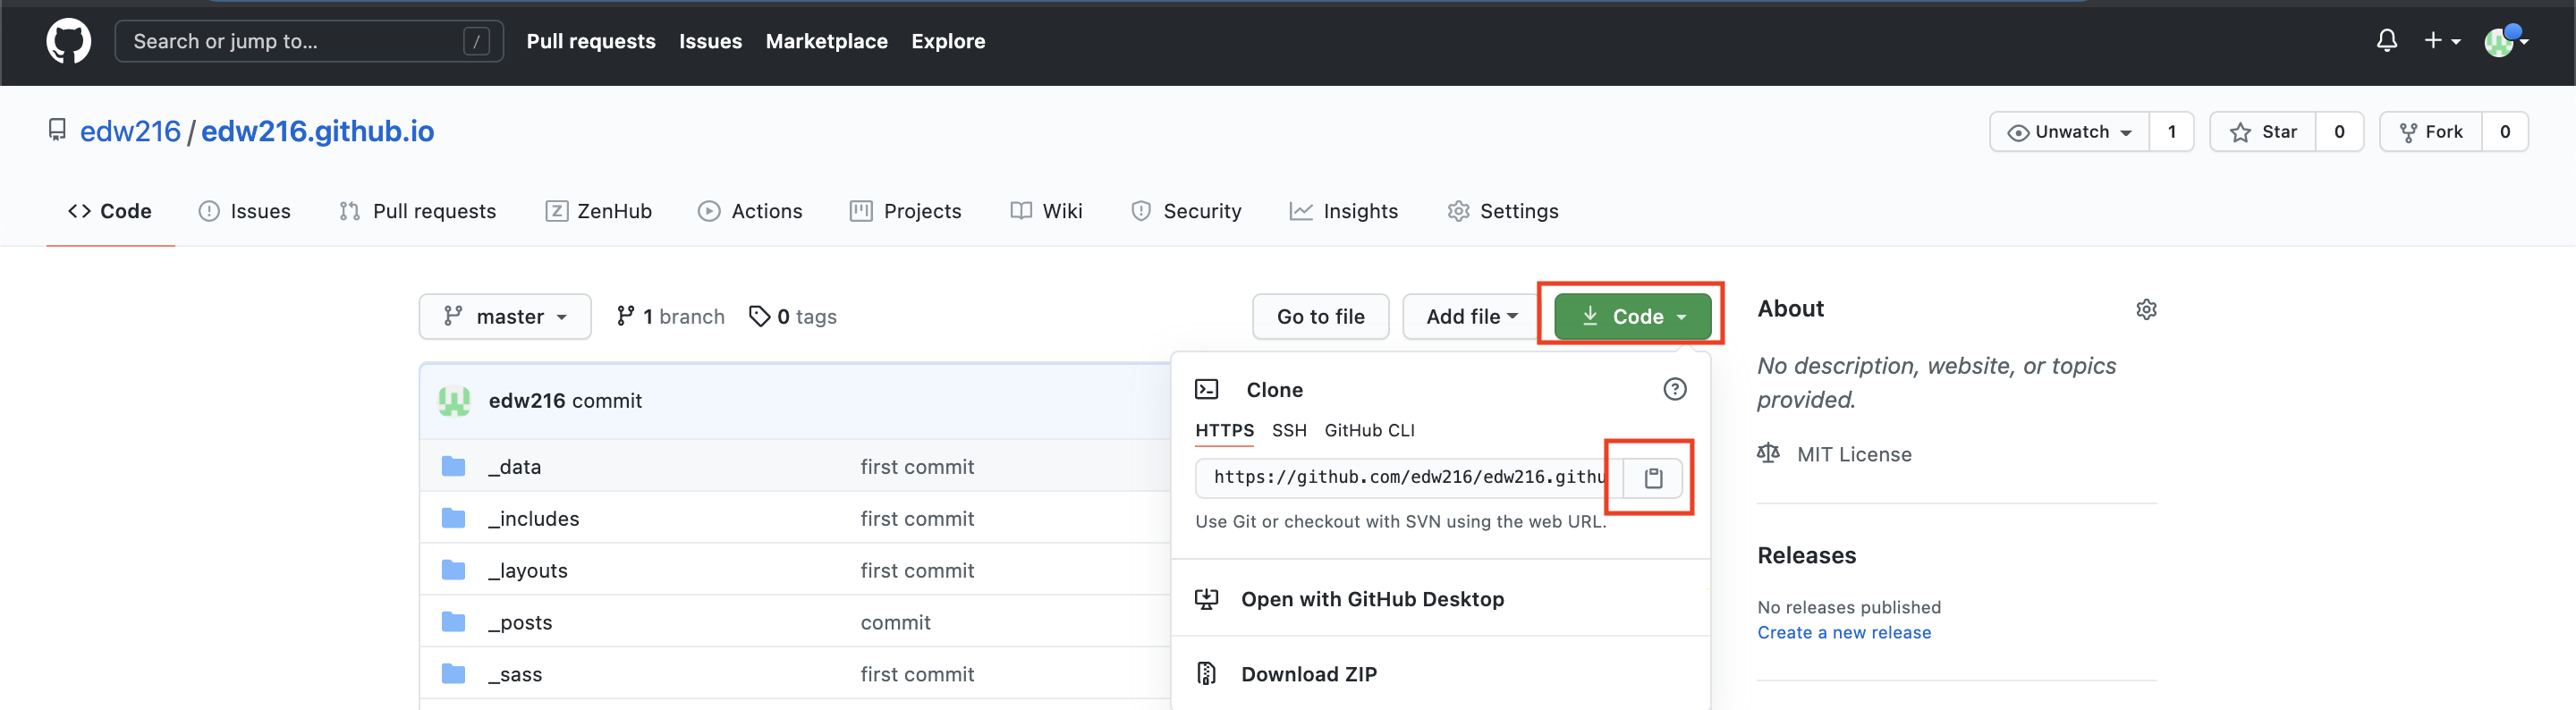 Search or jump to... / Pull requests Issues Marketplace Explore
edw216 / edw216.github.io Unwatch 1 Star 0 Fork 0
Code Issues Pull requests ZenHub Actions Projects Wiki Security Insights Settings
master 1 branch 0 tags Go to file Add file Code About
No description, website, or topics
provided.
Clone
edw216 commit
HTTPS SSH GitHub CLI
MIT License
_data first commit
https://github.com/edw216/edw216.githu
_includes first commit
Use Git or checkout with SVN using the web URL.
Releases
_layouts first commit
Open with GitHub Desktop
No releases published
_posts commit
Create a new release
_sass first commit
Download ZIP